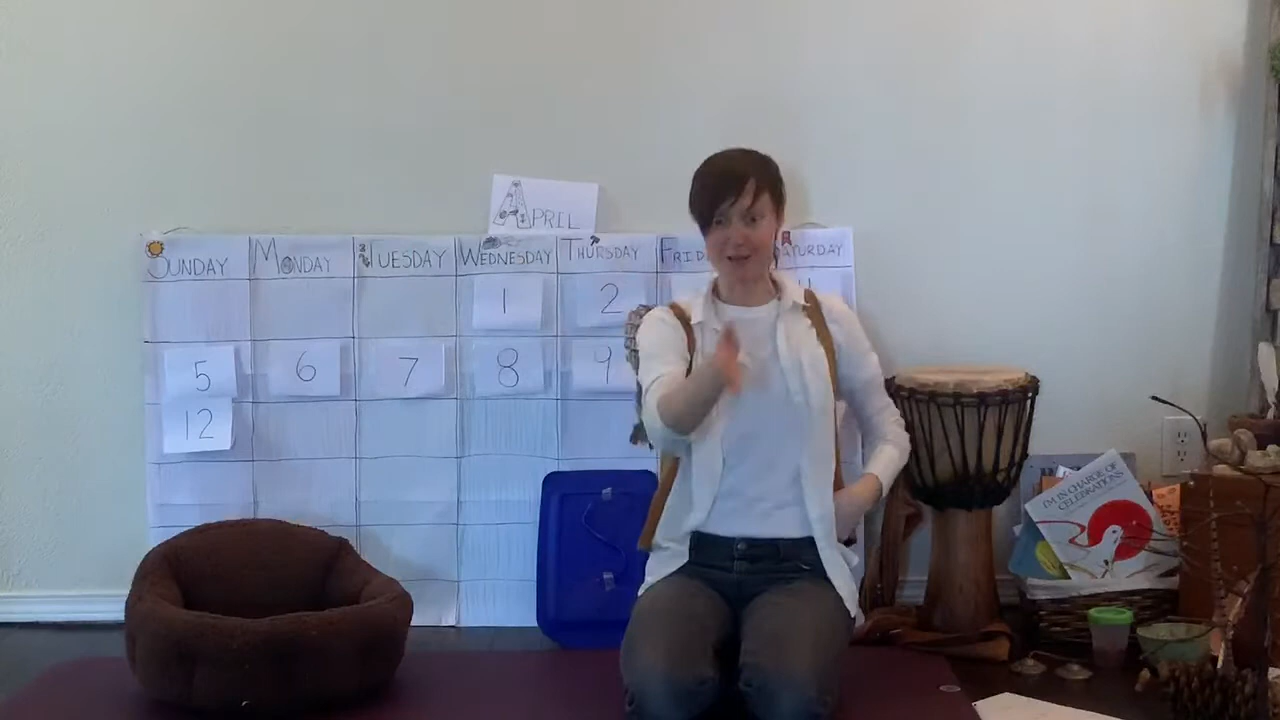 APRIL
SUNDAY MONDAY TUESDAY WEDNESDAY THURSDAY FRID SATURDAY
1 2
5 6 7 8 9
12
I'M IN CHARGE OF
CELEBRATIONS